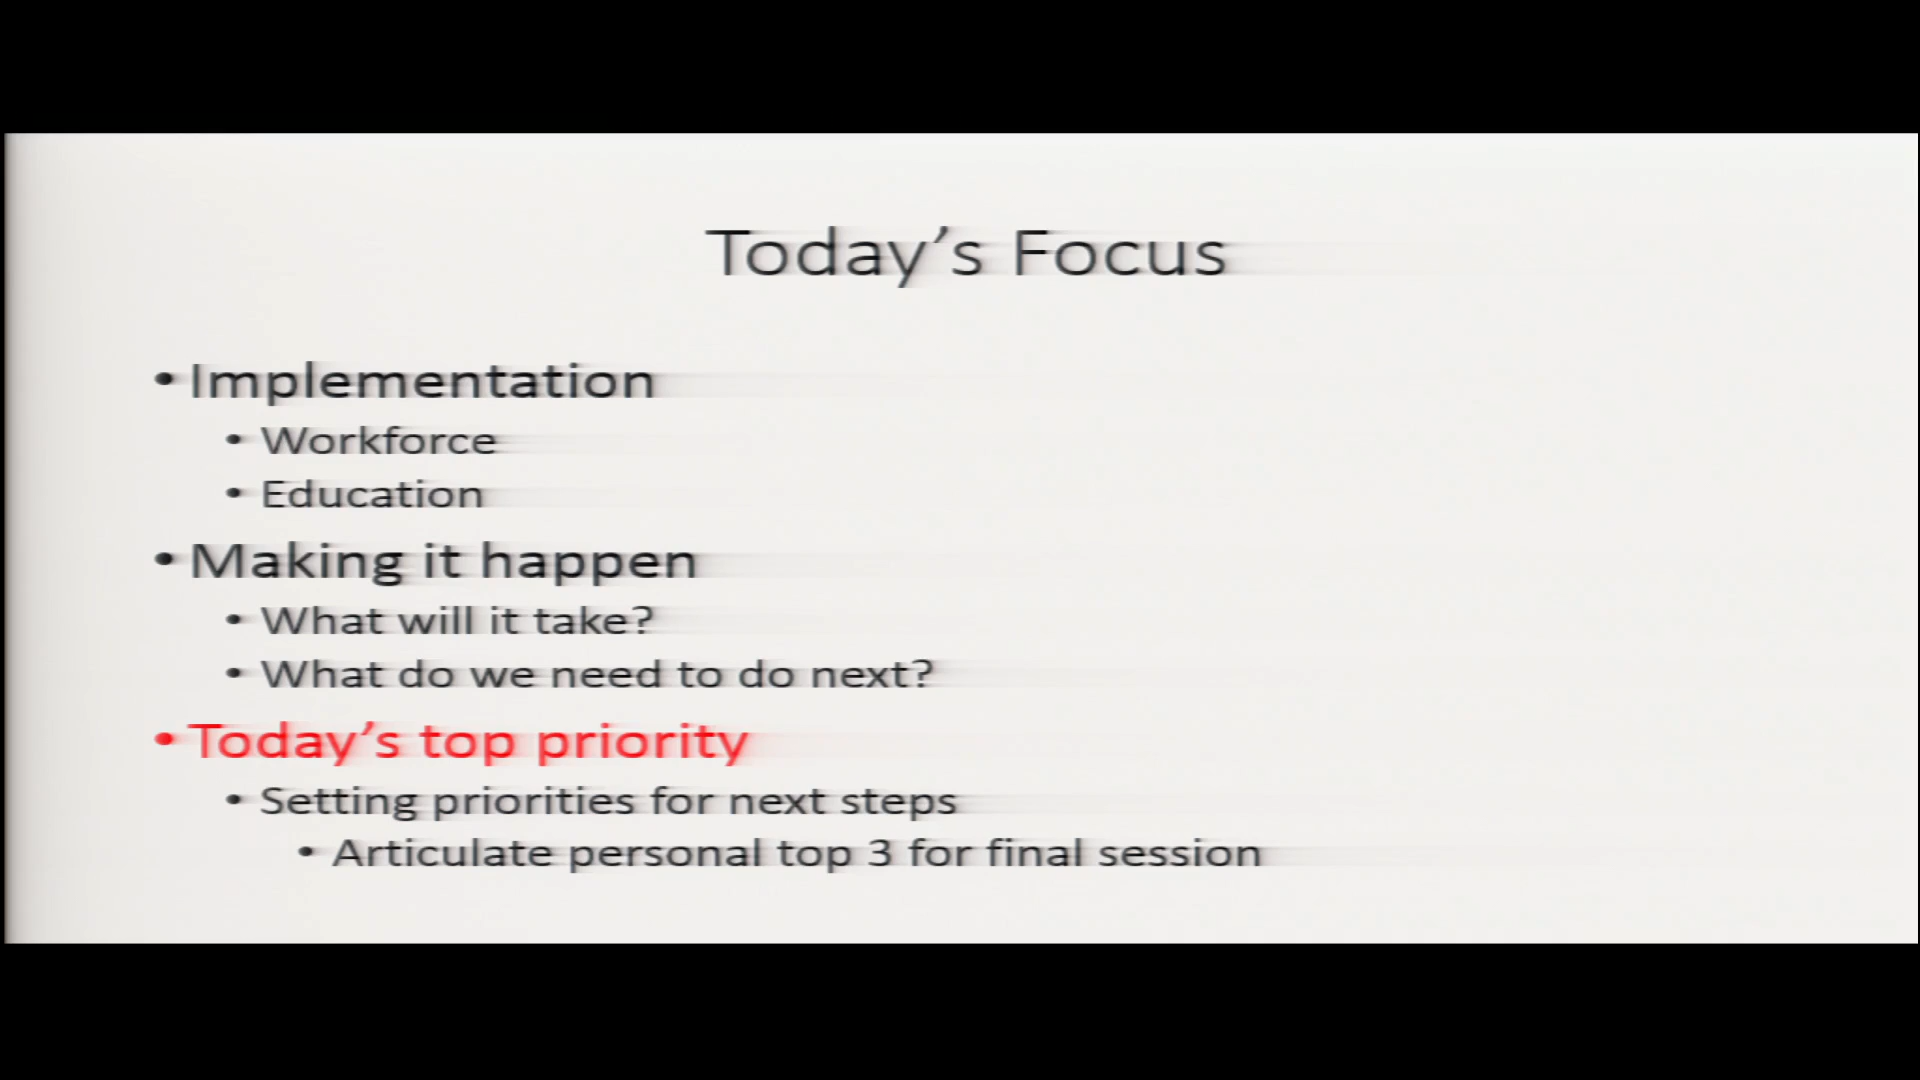 Today's Focus
• Implementation
• Workforce
• Education
• Making it happen
• What will it take?
• What do we need to do next?
• Today's top priority
• Setting priorities for next steps
• Articulate personal top 3 for final session